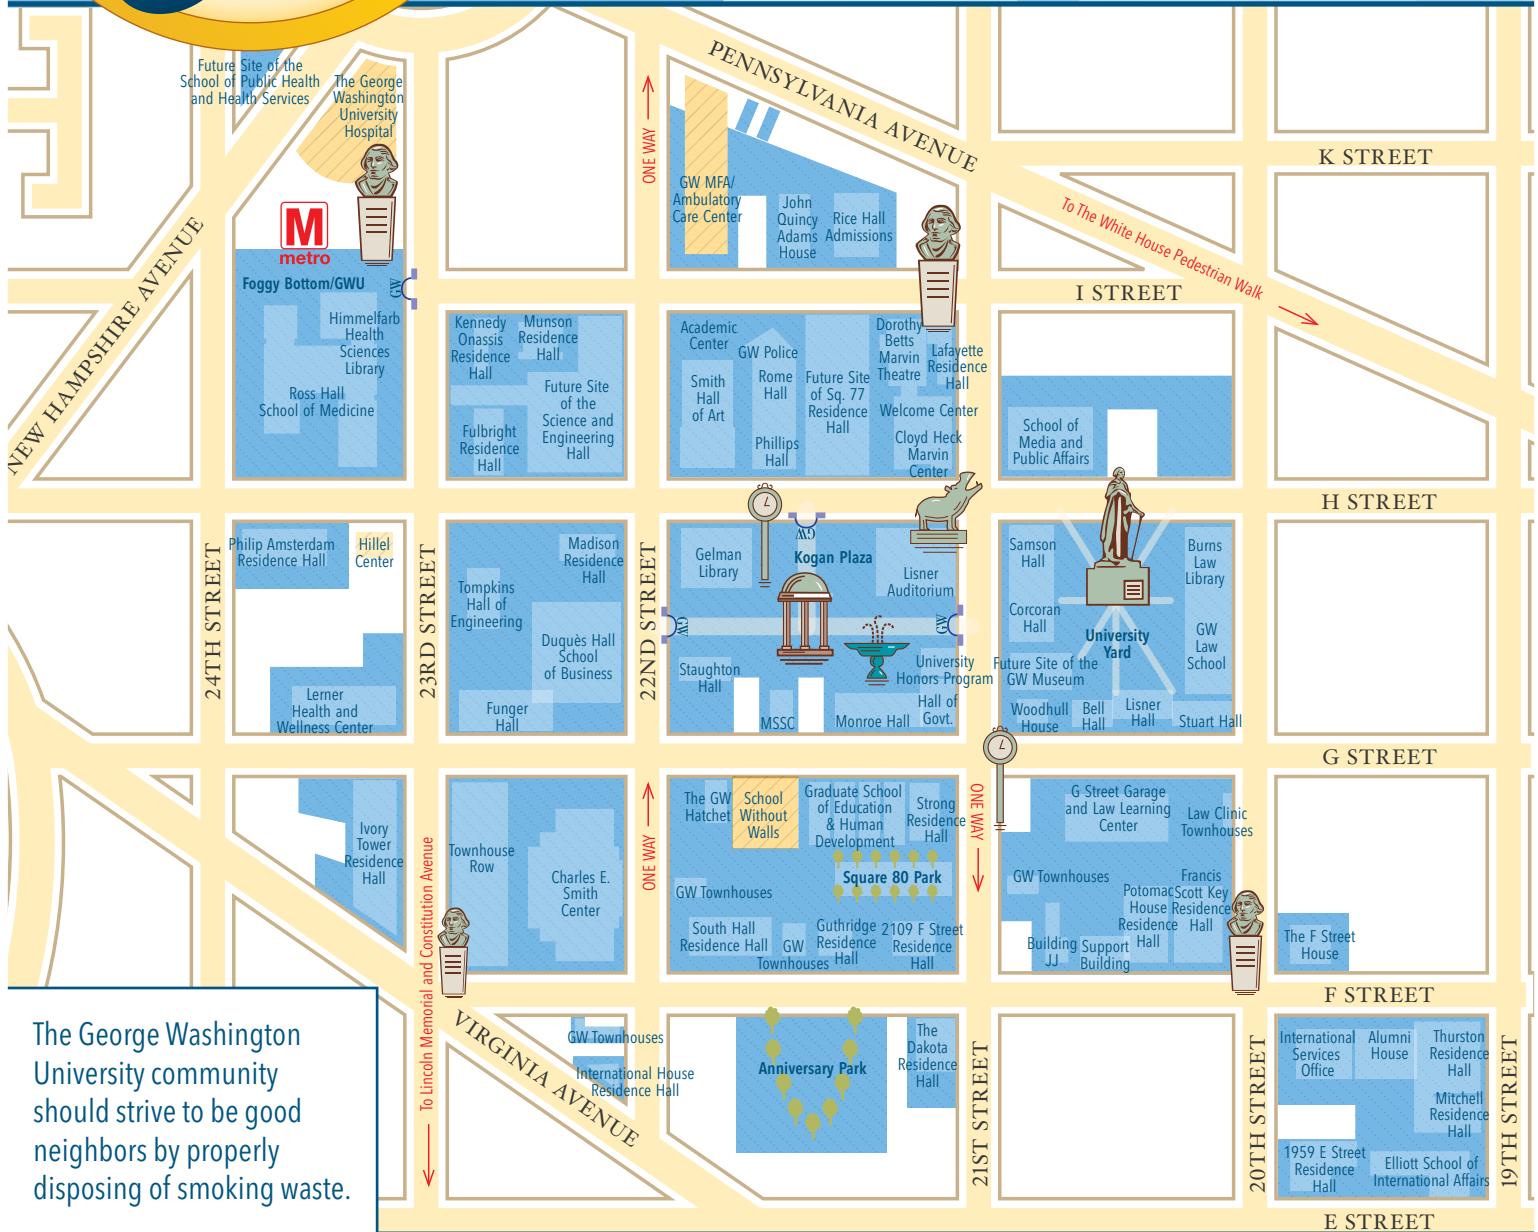 Future Site of the
School of Public Health
and Health Services
The George
Washington
University
Hospital
M
metro
Foggy Bottom/GWU
GW
Himmelfarb
Health
Sciences
Library
Ross Hall
School of Medicine
NEW HAMPSHIRE AVENUE
ONE WAY
PENNSYLVANIA AVENUE
GW MFA/
Ambulatory
Care Center
John
Quincy
Adams
House
Rice Hall
Admissions
K STREET
To The White House Pedestrian Walk
I STREET
Kennedy
Onassis
Residence
Hall
Munson
Residence
Hall
Fulbright
Residence
Hall
Future Site
of the
Science and
Engineering
Hall
Academic
Center
Smith
Hall
of Art
GW Police
Rome
Hall
Phillips
Hall
Future Site
of Sq. 77
Residence
Hall
Dorothy
Betts
Marvin
Theatre
Lafayette
Residence
Hall
Welcome Center
Cloyd Heck
Marvin
Center
School of
Media and
Public Affairs
H STREET
24TH STREET
Philip Amsterdam
Residence Hall
Hillel
Center
Lerner
Health and
Wellness Center
23RD STREET
Tompkins
Hall of
Engineering
Madison
Residence
Hall
Duquès Hall
School
of Business
Funger
Hall
22ND STREET
Gelman
Library
GW
Kogan Plaza
Lisner
Auditorium
GW
GW
Staughton
Hall
MSSC
Monroe Hall
University
Honors Program
Hall of
Govt.
Samson
Hall
Corcoran
Hall
Future Site of the
GW Museum
Woodhull
House
Bell
Hall
Lisner
Hall
Stuart Hall
University
Yard
Burns
Law
Library
GW
Law
School
G STREET
Ivory
Tower
Residence
Hall
To Lincoln Memorial and Constitution Avenue
Townhouse
Row
Charles E.
Smith
Center
ONE WAY
The GW
Hatchet
School
Without
Walls
Graduate School
of Education
& Human
Development
Strong
Residence
Hall
Square 80 Park
GW Townhouses
South Hall
Residence Hall
GW
Townhouses
Guthridge
Residence
Hall
2109 F Street
Residence
Hall
ONE WAY
G Street Garage
and Law Learning
Center
Law Clinic
Townhouses
GW Townhouses
Building
JJ
Support
Building
Potomac
House
Residence
Hall
Francis
Scott Key
Residence
Hall
The F Street
House
F STREET
The George Washington
University community
should strive to be good
neighbors by properly
disposing of smoking waste.
VIRGINIA AVENUE
GW Townhouses
International House
Residence Hall
Anniversary Park
The
Dakota
Residence
Hall
21ST STREET
20TH STREET
International
Services
Office
Alumni
House
Thurston
Residence
Hall
Mitchell
Residence
Hall
1959 E Street
Residence
Hall
Elliott School of
International Affairs
19TH STREET
E STREET